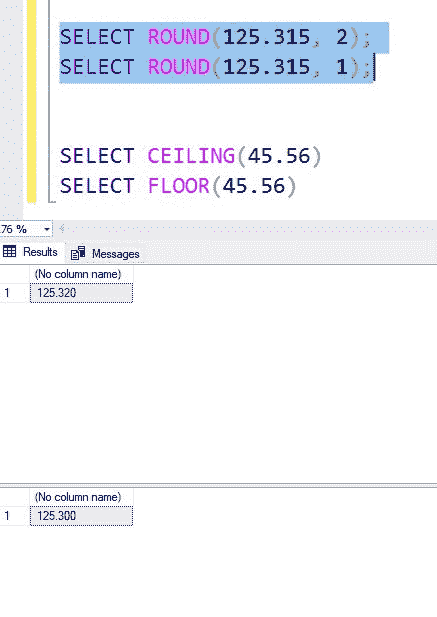 SELECT ROUND(125.315, 2);
SELECT ROUND(125.315, 1);
SELECT CEILING(45.56)
SELECT FLOOR(45.56)
76 %
Results Messages
(No column name)
1 125.320
(No column name)
1 125.300